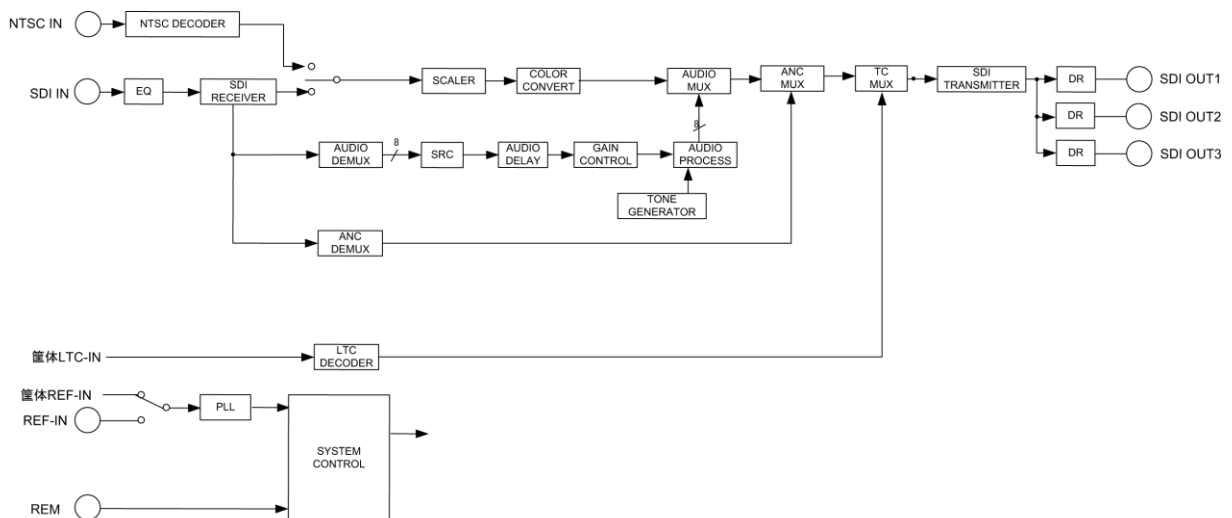 NTSC IN
NTSC DECODER
SDI IN
EQ
SDI
RECEIVER
SCALER
COLOR
CONVERT
AUDIO
MUX
ANC
MUX
TC
MUX
SDI
TRANSMITTER
DR
SDI OUT1
DR
SDI OUT2
DR
SDI OUT3
AUDIO
DEMUX
8
SRC
AUDIO
DELAY
GAIN
CONTROL
8
AUDIO
PROCESS
TONE
GENERATOR
ANC
DEMUX
筐体LTC-IN
LTC
DECODER
筐体REF-IN
REF-IN
PLL
SYSTEM
CONTROL
REM